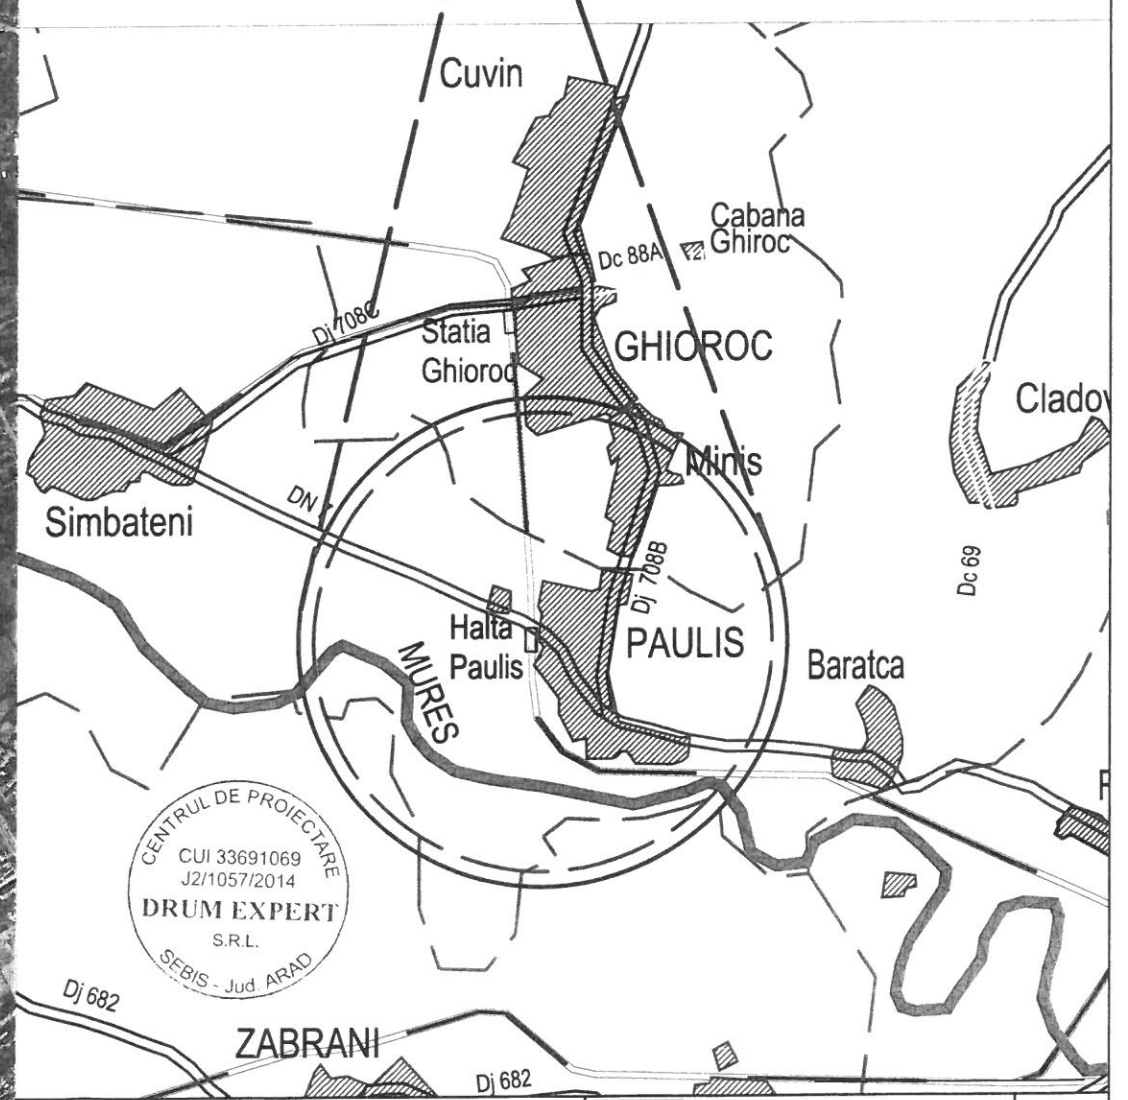 Cuvin
Cabana
Ghiroc
Dc 88A
Dj 708C
Statia
Ghioroc
GHIOROC
Minis
Simbateni
DN 7
Dj 708B
Dc 69
Halta
Paulis
PAULIS
Baratca
MURES
CENTRUL DE PROIECTARE
CUI 33691069
J2/1057/2014
DRUM EXPERT
S.R.L.
SEBIS - Jud. ARAD
Dj 682
ZABRANI
Dj 682